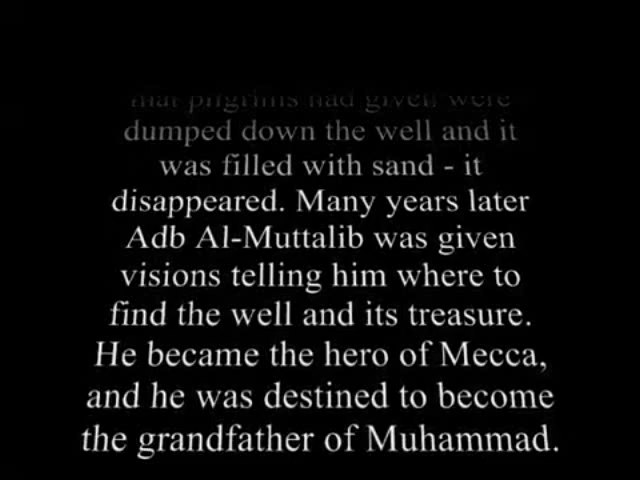 that pilgrims had given were
dumped down the well and it
was filled with sand - it
disappeared. Many years later
Adb Al-Muttalib was given
visions telling him where to
find the well and its treasure.
He became the hero of Mecca,
and he was destined to become
the grandfather of Muhammad.